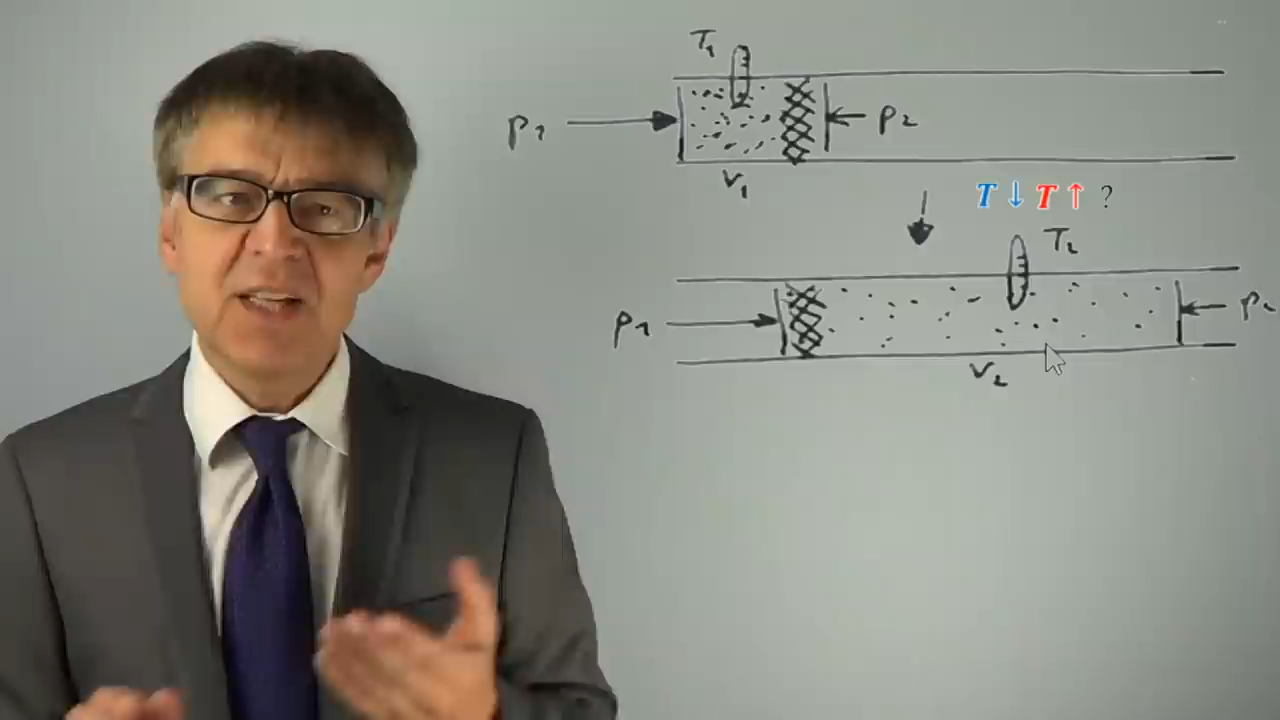 T₁
p₁ p₂
V₁
T ↓ T ↑ ?
T₂
p₁
V₂